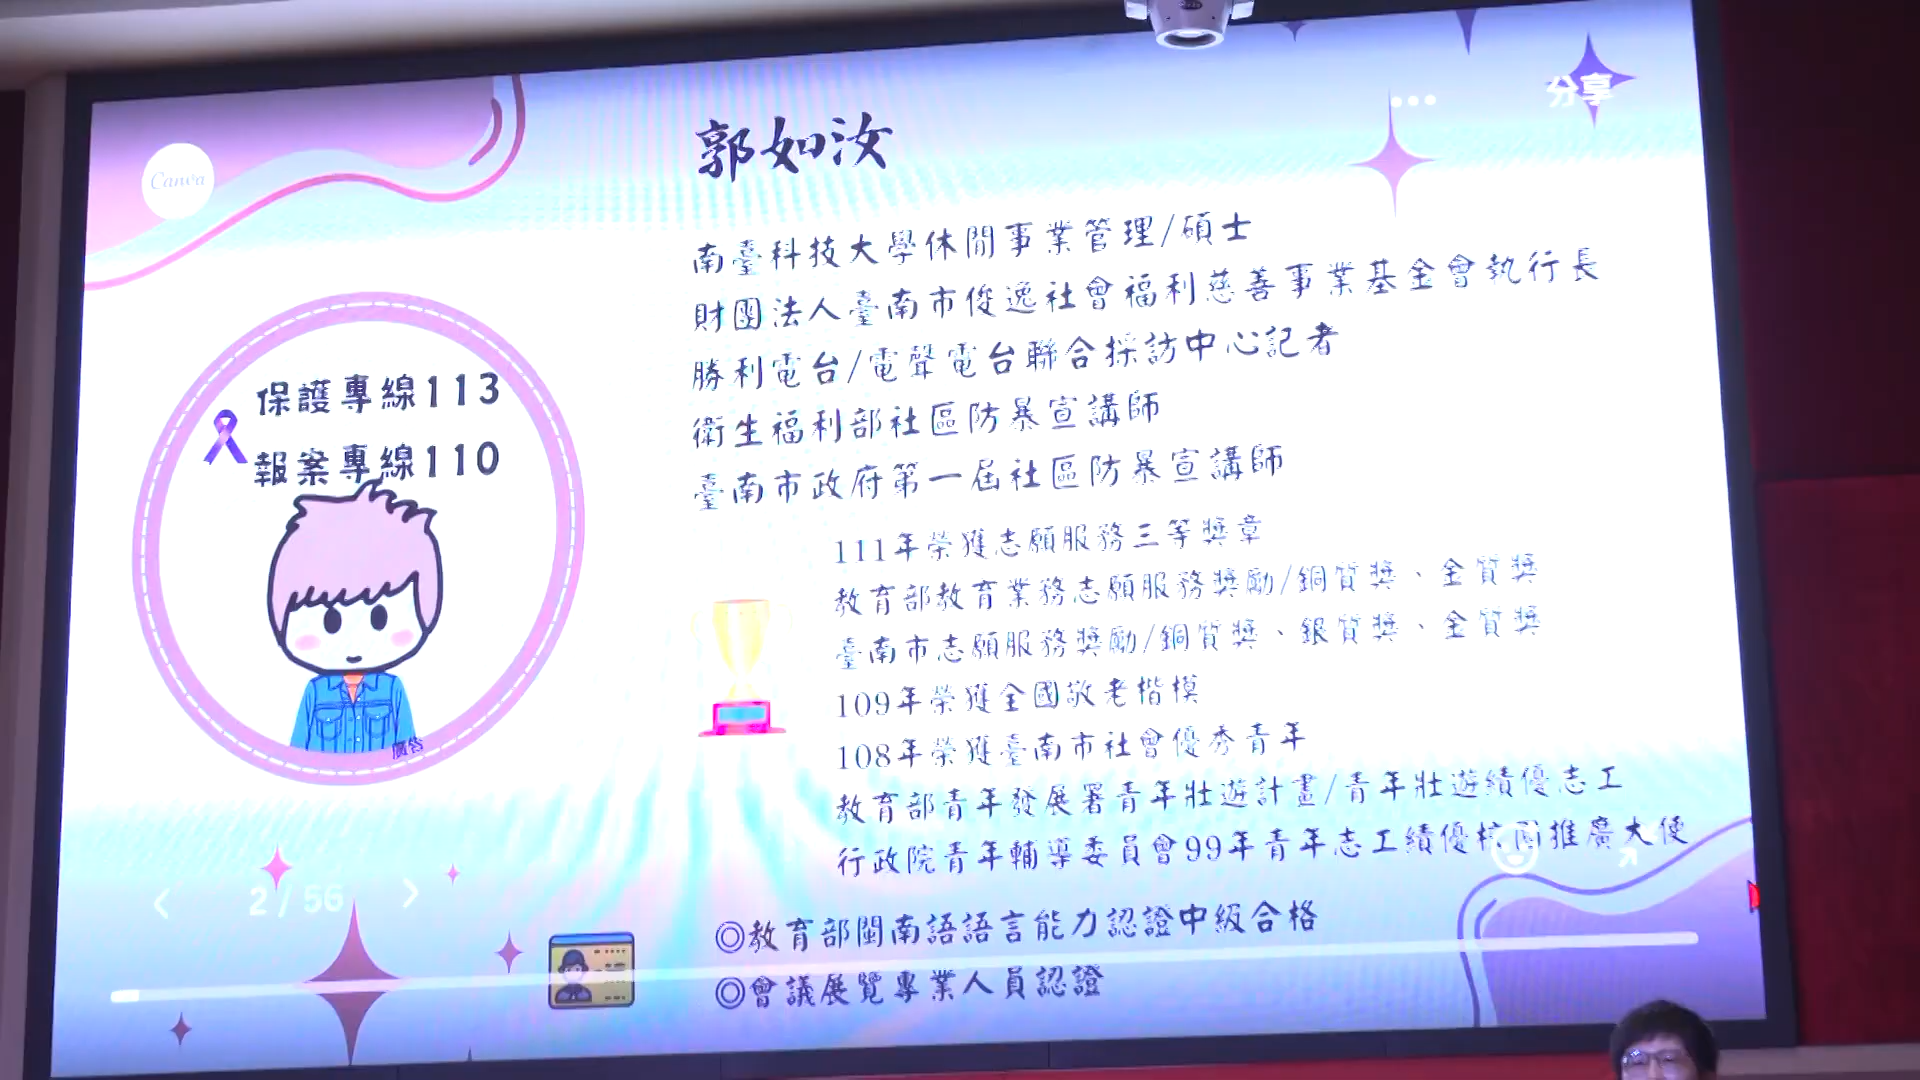 分享
Canva
郭如汝
南臺科技大學休閒事業管理/碩士
財團法人臺南市俊逸社會福利慈善事業基金會執行長
勝利電台/電聲電台聯合採訪中心記者
衛生福利部社區防暴宣講師
臺南市政府第一屆社區防暴宣講師
保護專線113
報案專線110
廣告
111年榮獲志願服務三等獎章
教育部教育業務志願服務獎勵/銅質獎、金質獎
臺南市志願服務獎勵/銅質獎、銀質獎、金質獎
109年榮獲全國敬老楷模
108年榮獲臺南市社會優秀青年
教育部青年發展署青年壯遊計畫/青年壯遊績優志工
行政院青年輔導委員會99年青年志工績優楷團推廣大使
2 / 56
◎教育部閩南語語言能力認證中級合格
◎會議展覽專業人員認證